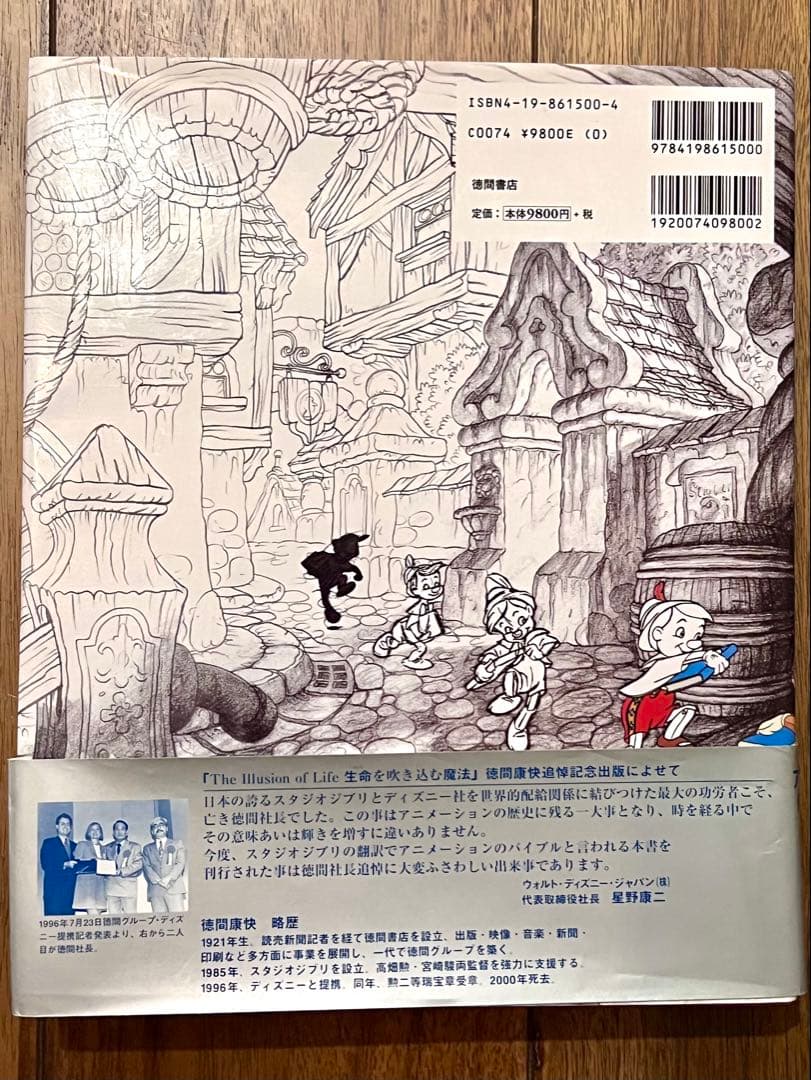 ISBN4-19-861500-4
C0074 ¥9800E (0)
9784198615000
徳間書店
定価：本体9800円＋税
1920074098002
『The Illusion of Life 生命を吹き込む魔法』徳間康快追悼記念出版によせて
日本の誇るスタジオジブリとディズニー社を世界的配給関係に結びつけた最大の功労者こそ、
亡き徳間社長でした。この事はアニメーションの歴史に残る一大事となり、時を経る中で
その意味あいは輝きを増すに違いありません。
今度、スタジオジブリの翻訳でアニメーションのバイブルと言われる本書を
刊行された事は徳間社長追悼に大変ふさわしい出来事であります。
ウォルト・ディズニー・ジャパン㈱
代表取締役社長 星野康二
1996年7月23日徳間グループ・ディズ
ニー提携記者発表より、右から二人
目が徳間社長。
徳間康快 略歴
1921年生。読売新聞記者を経て徳間書店を設立、出版・映像・音楽・新聞・
印刷など多方面に事業を展開し、一代で徳間グループを築く。
1985年、スタジオジブリを設立。高畑勲・宮崎駿両監督を強力に支援する。
1996年、ディズニーと提携。同年、勲二等瑞宝章受章。2000年死去。